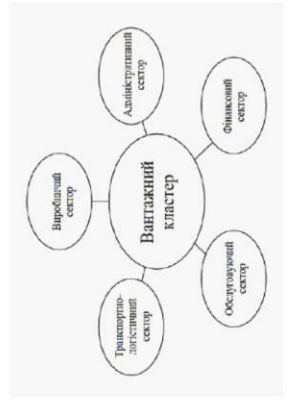 Виробничий
сектор
Транспортно-
логістичний
сектор
Адміністративний
сектор
Вантажний
кластер
Обслуговуючий
сектор
Фінансовий
сектор